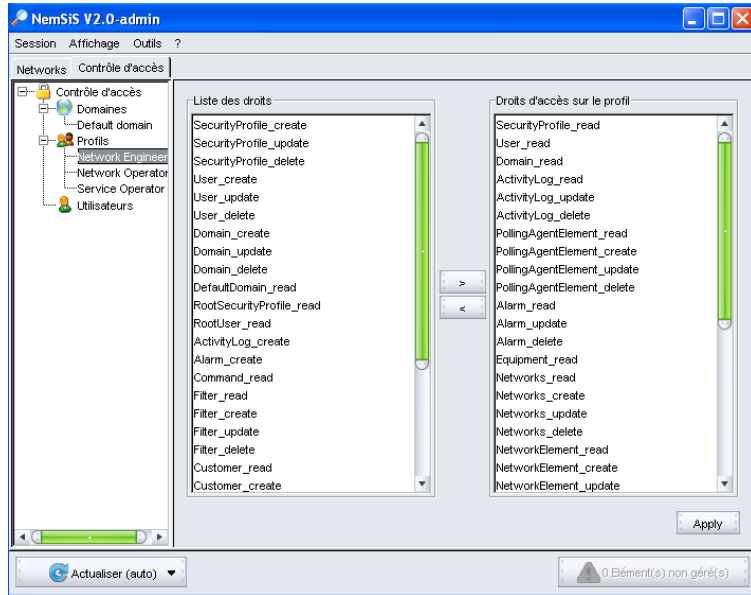 NemSiS V2.0-admin
Session Affichage Outils ?
Networks Contrôle d'accès
Contrôle d'accès
Domaines
Default domain
Profils
Network Engineer
Network Operator
Service Operator
Utilisateurs
Liste des droits
SecurityProfile_create
SecurityProfile_update
SecurityProfile_delete
User_create
User_update
User_delete
Domain_create
Domain_update
Domain_delete
DefaultDomain_read
RootSecurityProfile_read
RootUser_read
ActivityLog_create
Alarm_create
Command_read
Filter_read
Filter_create
Filter_update
Filter_delete
Customer_read
Customer_create
>
<
Droits d'accès sur le profil
SecurityProfile_read
User_read
Domain_read
ActivityLog_read
ActivityLog_update
ActivityLog_delete
PollingAgentElement_read
PollingAgentElement_create
PollingAgentElement_update
PollingAgentElement_delete
Alarm_read
Alarm_update
Alarm_delete
Equipment_read
Networks_read
Networks_create
Networks_update
Networks_delete
NetworkElement_read
NetworkElement_create
NetworkElement_update
Apply
Actualiser (auto)
0 Elément(s) non géré(s)